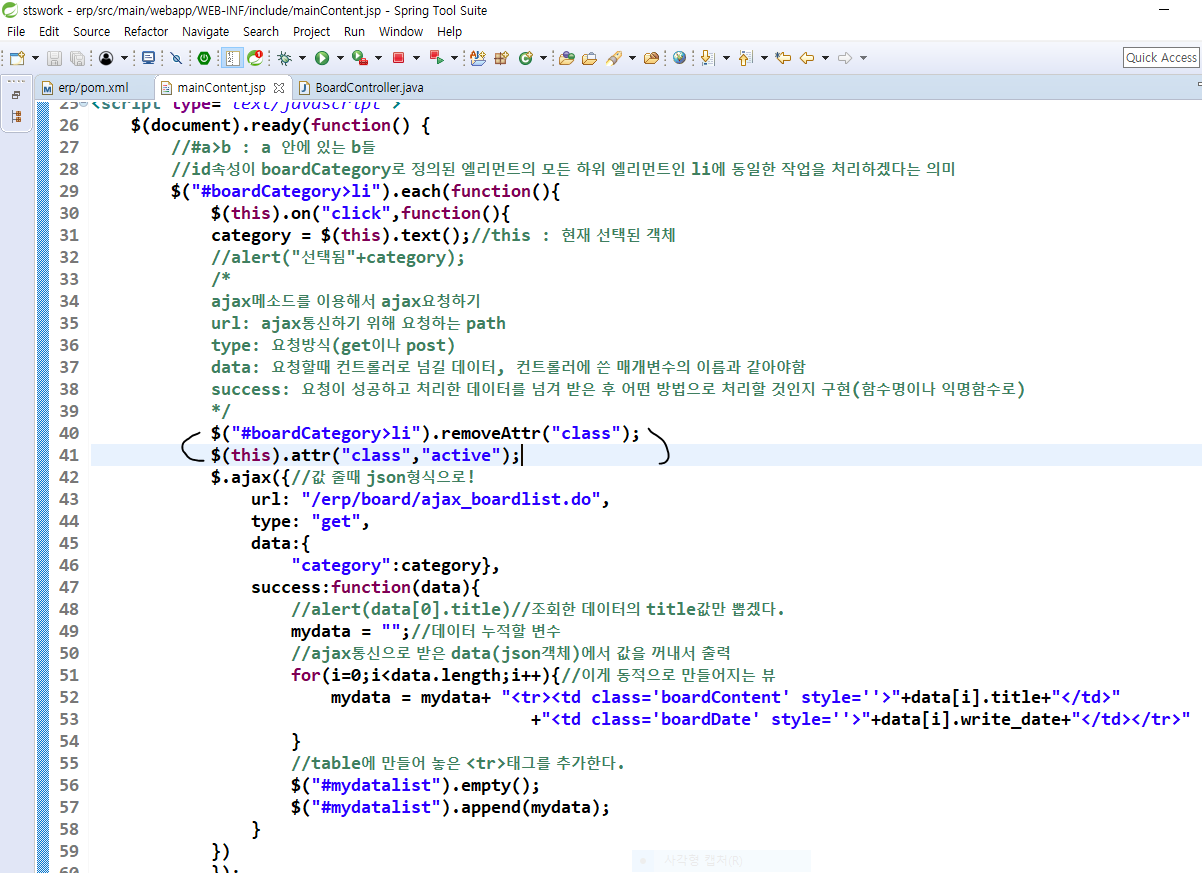 stswork - erp/src/main/webapp/WEB-INF/include/mainContent.jsp - Spring Tool Suite
File Edit Source Refactor Navigate Search Project Run Window Help
Quick Access
erp/pom.xml mainContent.jsp BoardController.java
25 <script type="text/javascript">
26 $(document).ready(function() {
27 //#a>b : a 안에 있는 b들
28 //id속성이 boardCategory로 정의된 엘리먼트의 모든 하위 엘리먼트인 li에 동일한 작업을 처리하겠다는 의미
29 $("#boardCategory>li").each(function(){
30 $(this).on("click",function(){
31 category = $(this).text();//this : 현재 선택된 객체
32 //alert("선택됨"+category);
33 /*
34 ajax메소드를 이용해서 ajax요청하기
35 url: ajax통신하기 위해 요청하는 path
36 type: 요청방식(get이나 post)
37 data: 요청할때 컨트롤러로 넘길 데이터, 컨트롤러에 쓴 매개변수의 이름과 같아야함
38 success: 요청이 성공하고 처리한 데이터를 넘겨 받은 후 어떤 방법으로 처리할 것인지 구현(함수명이나 익명함수로)
39 */
40 $("#boardCategory>li").removeAttr("class");
41 $(this).attr("class","active");
42 $.ajax({//값 줄때 json형식으로!
43 url: "/erp/board/ajax_boardlist.do",
44 type: "get",
45 data:{
46 "category":category},
47 success:function(data){
48 //alert(data[0].title)//조회한 데이터의 title값만 뽑겠다.
49 mydata = "";//데이터 누적할 변수
50 //ajax통신으로 받은 data(json객체)에서 값을 꺼내서 출력
51 for(i=0;i<data.length;i++){//이게 동적으로 만들어지는 뷰
52 mydata = mydata+ "<tr><td class='boardContent' style=''>"+data[i].title+"</td>"
53 +"<td class='boardDate' style=''>"+data[i].write_date+"</td></tr>"
54 }
55 //table에 만들어 놓은 <tr>태그를 추가한다.
56 $("#mydatalist").empty();
57 $("#mydatalist").append(mydata);
58 }
59 })
60 });
사각형 캡처(R)